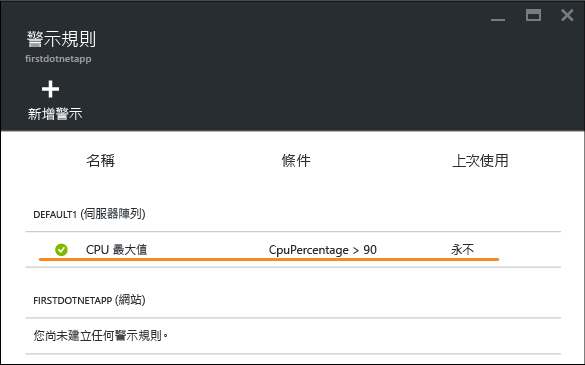 警示規則
firstdotnetapp
新增警示
名稱 條件 上次使用
DEFAULT1 (伺服器陣列)
CPU 最大值 CpuPercentage > 90 永不
FIRSTDOTNETAPP (網站)
您尚未建立任何警示規則。